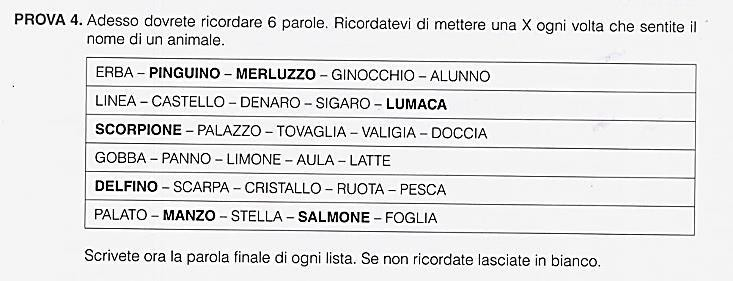 PROVA 4. Adesso dovrete ricordare 6 parole. Ricordatevi di mettere una X ogni volta che sentite il
nome di un animale.
ERBA – PINGUINO – MERLUZZO – GINOCCHIO – ALUNNO
LINEA – CASTELLO – DENARO – SIGARO – LUMACA
SCORPIONE – PALAZZO – TOVAGLIA – VALIGIA – DOCCIA
GOBBA – PANNO – LIMONE – AULA – LATTE
DELFINO – SCARPA – CRISTALLO – RUOTA – PESCA
PALATO – MANZO – STELLA – SALMONE – FOGLIA
Scrivete ora la parola finale di ogni lista. Se non ricordate lasciate in bianco.